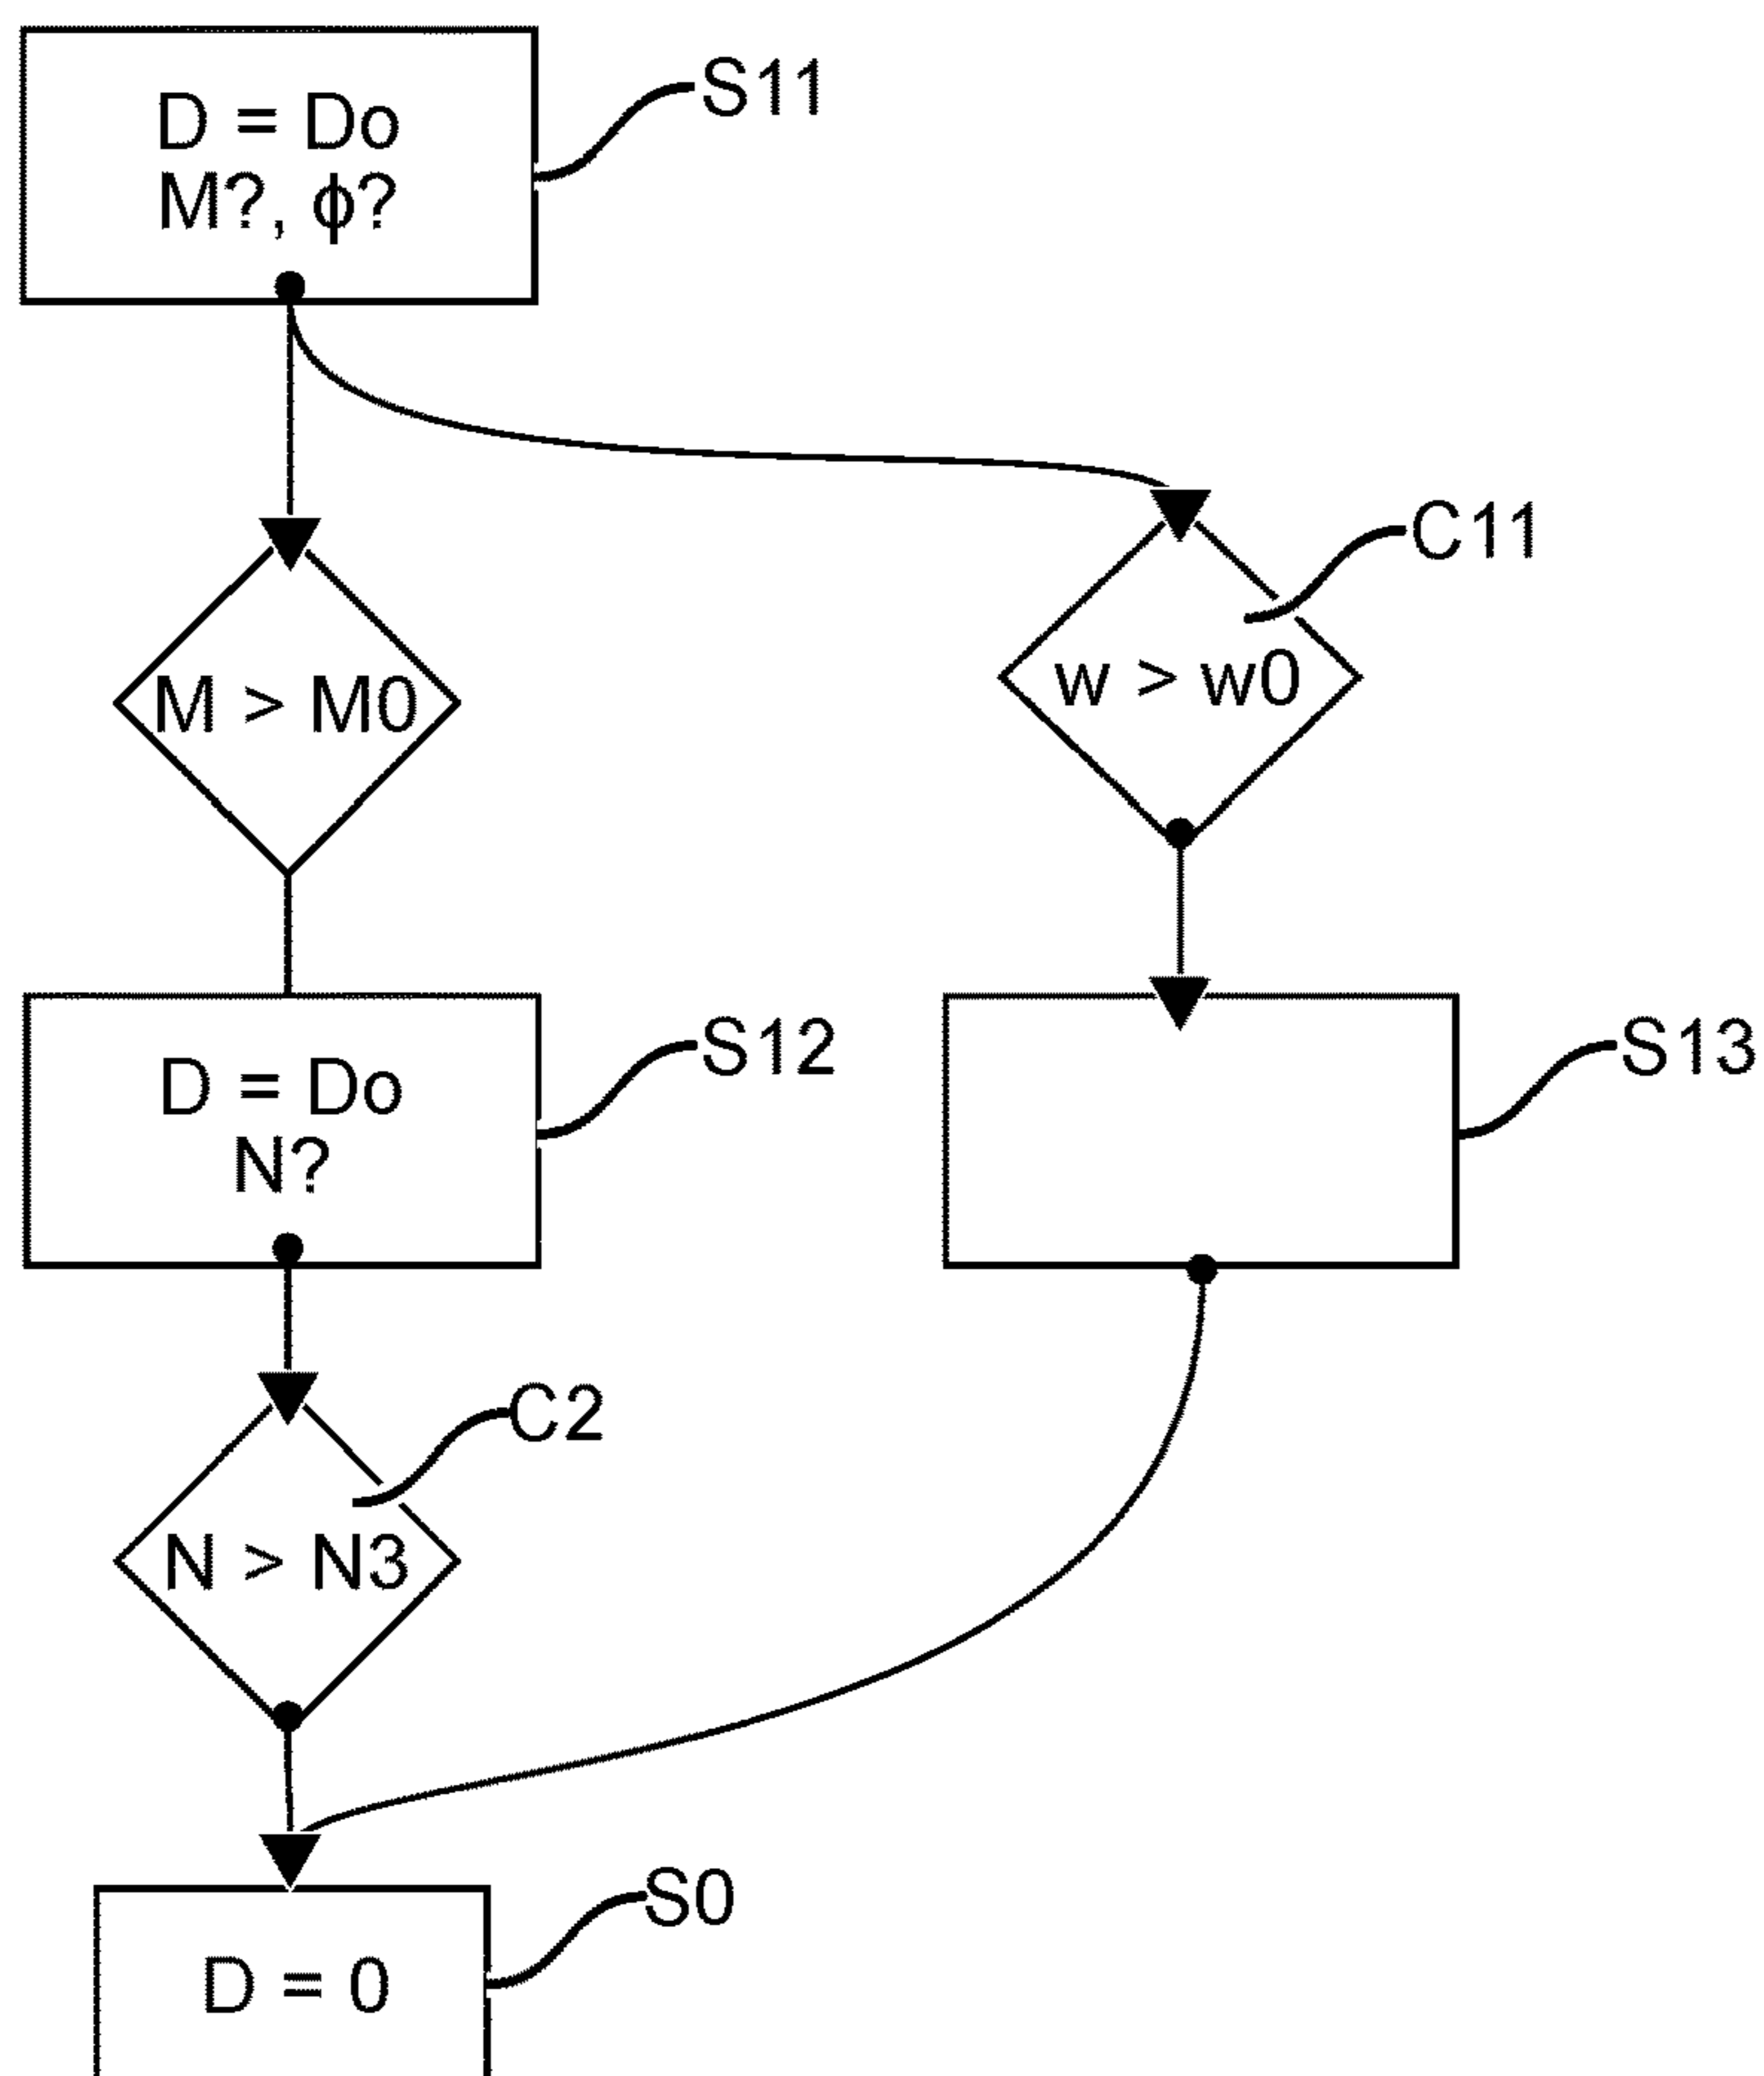 D = Do
M?, ϕ?
S11
M > M0
w > w0
C11
D = Do
N?
S12
S13
N > N3
C2
D = 0
S0